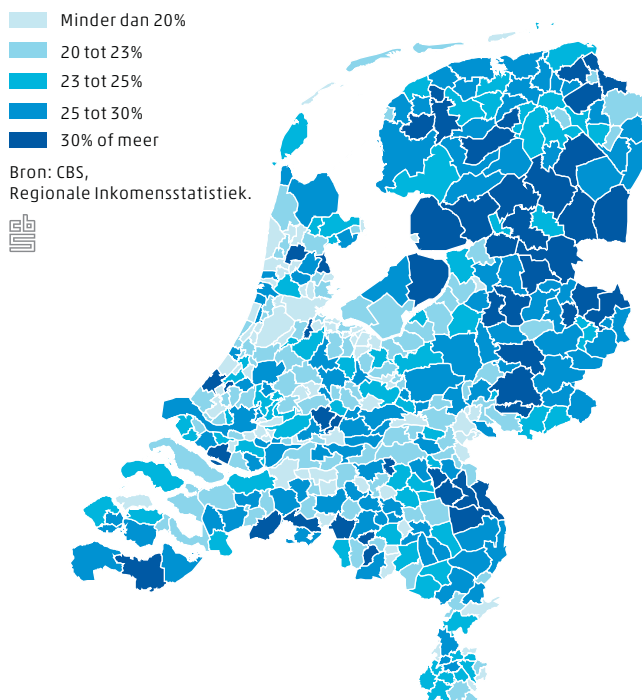 Minder dan 20%
20 tot 23%
23 tot 25%
25 tot 30%
30% of meer
Bron: CBS,
Regionale Inkomensstatistiek.
cbs